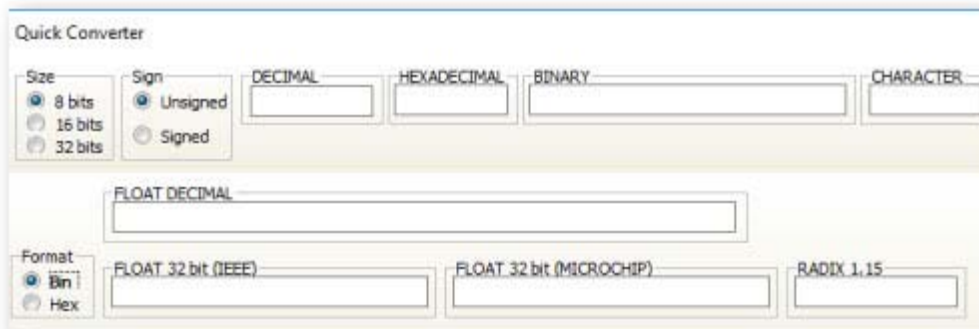 Quick Converter
Size
8 bits
16 bits
32 bits
Sign
Unsigned
Signed
DECIMAL
HEXADECIMAL
BINARY
CHARACTER
FLOAT DECIMAL
Format
Bin
Hex
FLOAT 32 bit (IEEE)
FLOAT 32 bit (MICROCHIP)
RADIX 1.15